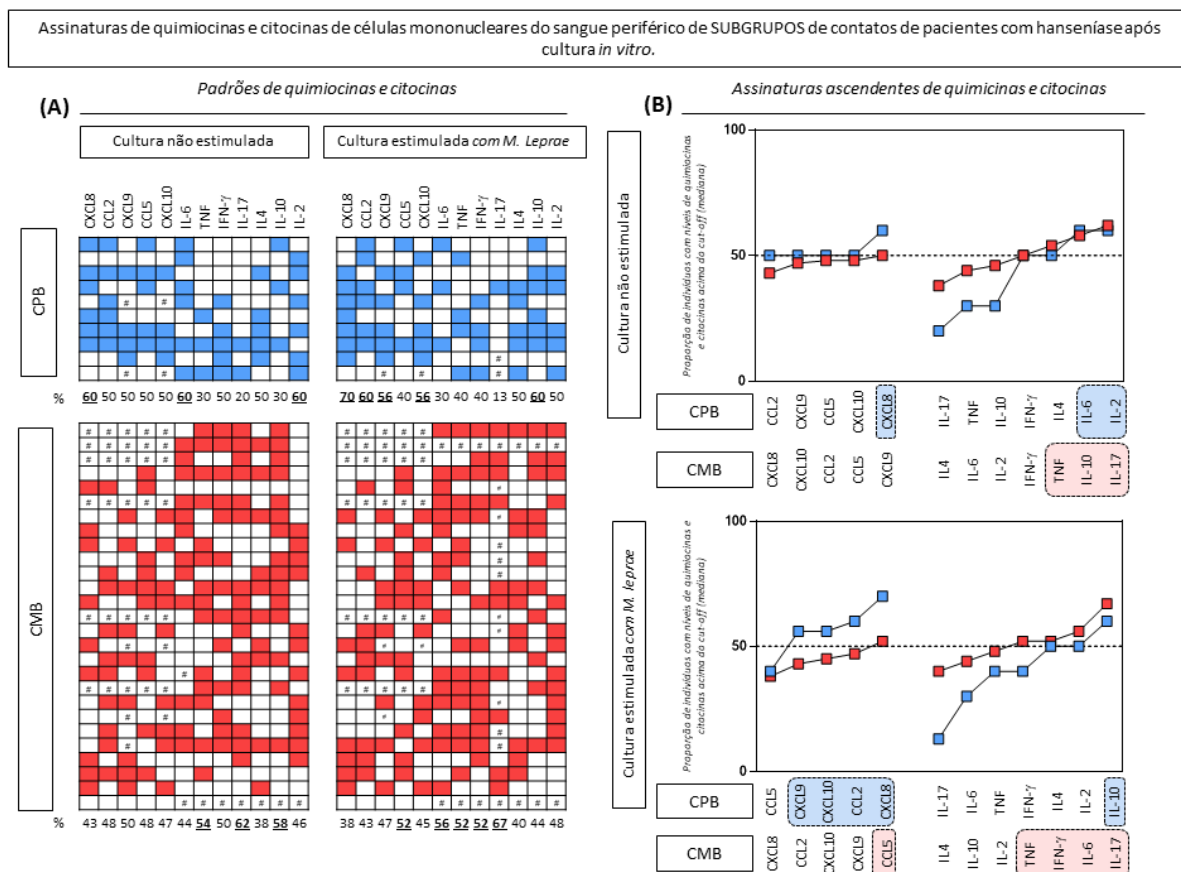 Assinaturas de quimiocinas e citocinas de células mononucleares do sangue periférico de SUBGRUPOS de contatos de pacientes com hanseníase após
cultura in vitro.
(A)
Padrões de quimiocinas e citocinas
Cultura não estimulada
Cultura estimulada com M. Leprae
CXCL8 CCL2 CXCL9 CCL5 CXCL10 IL-6 TNF IFN-γ IL-17 IL4 IL-10 IL-2
CXCL8 CCL2 CXCL9 CCL5 CXCL10 IL-6 TNF IFN-γ IL-17 IL4 IL-10 IL-2
CPB
% 60 50 50 50 50 60 30 50 20 50 30 60
70 60 56 40 56 30 40 40 13 50 60 50
CMB
% 43 48 50 48 47 44 54 50 62 38 58 46
38 43 47 52 45 56 52 52 67 40 44 48
(B)
Assinaturas ascendentes de quimicinas e citocinas
Cultura não estimulada
Proporção de indivíduos com níveis de quimiocinas
e citocinas acima do cut-off (mediana)
100
50
0
CPB
CCL2 CXCL9 CCL5 CXCL10 CXCL8 IL-17 TNF IL-10 IFN-γ IL4 IL-6 IL-2
CMB
CXCL8 CXCL10 CCL2 CCL5 CXCL9 IL4 IL-6 IL-2 IFN-γ TNF IL-10 IL-17
Cultura estimulada com M. leprae
Proporção de indivíduos com níveis de quimiocinas e
citocinas acima do cut-off (mediana)
100
50
0
CPB
CCL5 CXCL9 CXCL10 CCL2 CXCL8 IL-17 IL-6 TNF IFN-γ IL4 IL-2 IL-10
CMB
CXCL8 CCL2 CXCL10 CXCL9 CCL5 IL4 IL-10 IL-2 TNF IFN-γ IL-6 IL-17